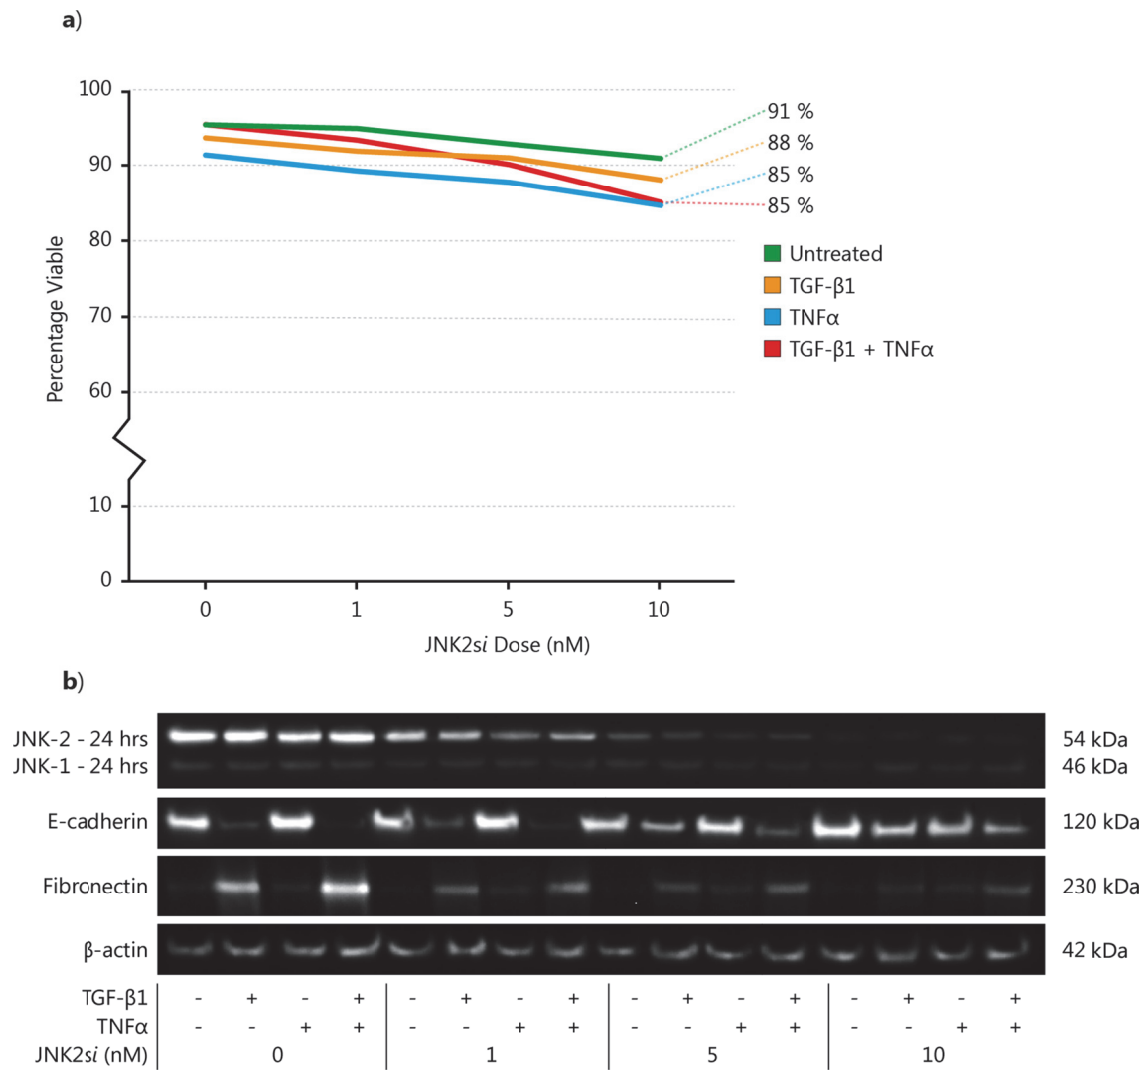 a)
100
90
80
70
60
10
0
Percentage Viable
91 %
88 %
85 %
85 %
Untreated
TGF-β1
TNFα
TGF-β1 + TNFα
0 1 5 10
JNK2si Dose (nM)
b)
JNK-2 - 24 hrs 54 kDa
JNK-1 - 24 hrs 46 kDa
E-cadherin 120 kDa
Fibronectin 230 kDa
β-actin 42 kDa
TGF-β1 - + - + - + - + - + - + - + - +
TNFα - - + + - - + + - - + + - - + +
JNK2si (nM) 0 1 5 10